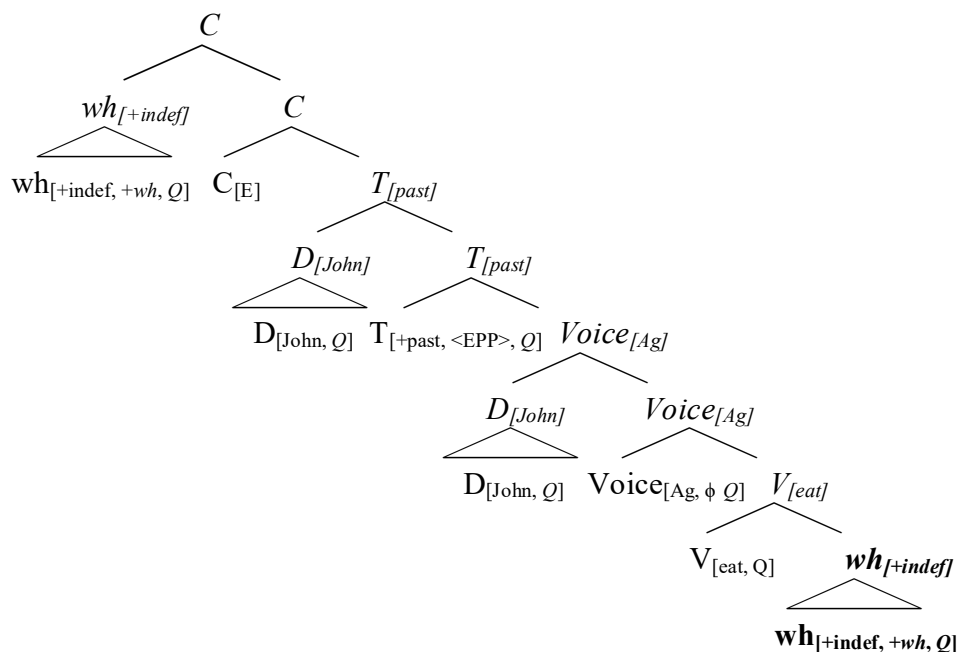 C
wh[+indef] C
wh[+indef, +wh, Q] C[E] T[past]
D[John] T[past]
D[John, Q] T[+past, <EPP>, Q] Voice[Ag]
D[John] Voice[Ag]
D[John, Q] Voice[Ag, ϕ Q] V[eat]
V[eat, Q] wh[+indef]
wh[+indef, +wh, Q]